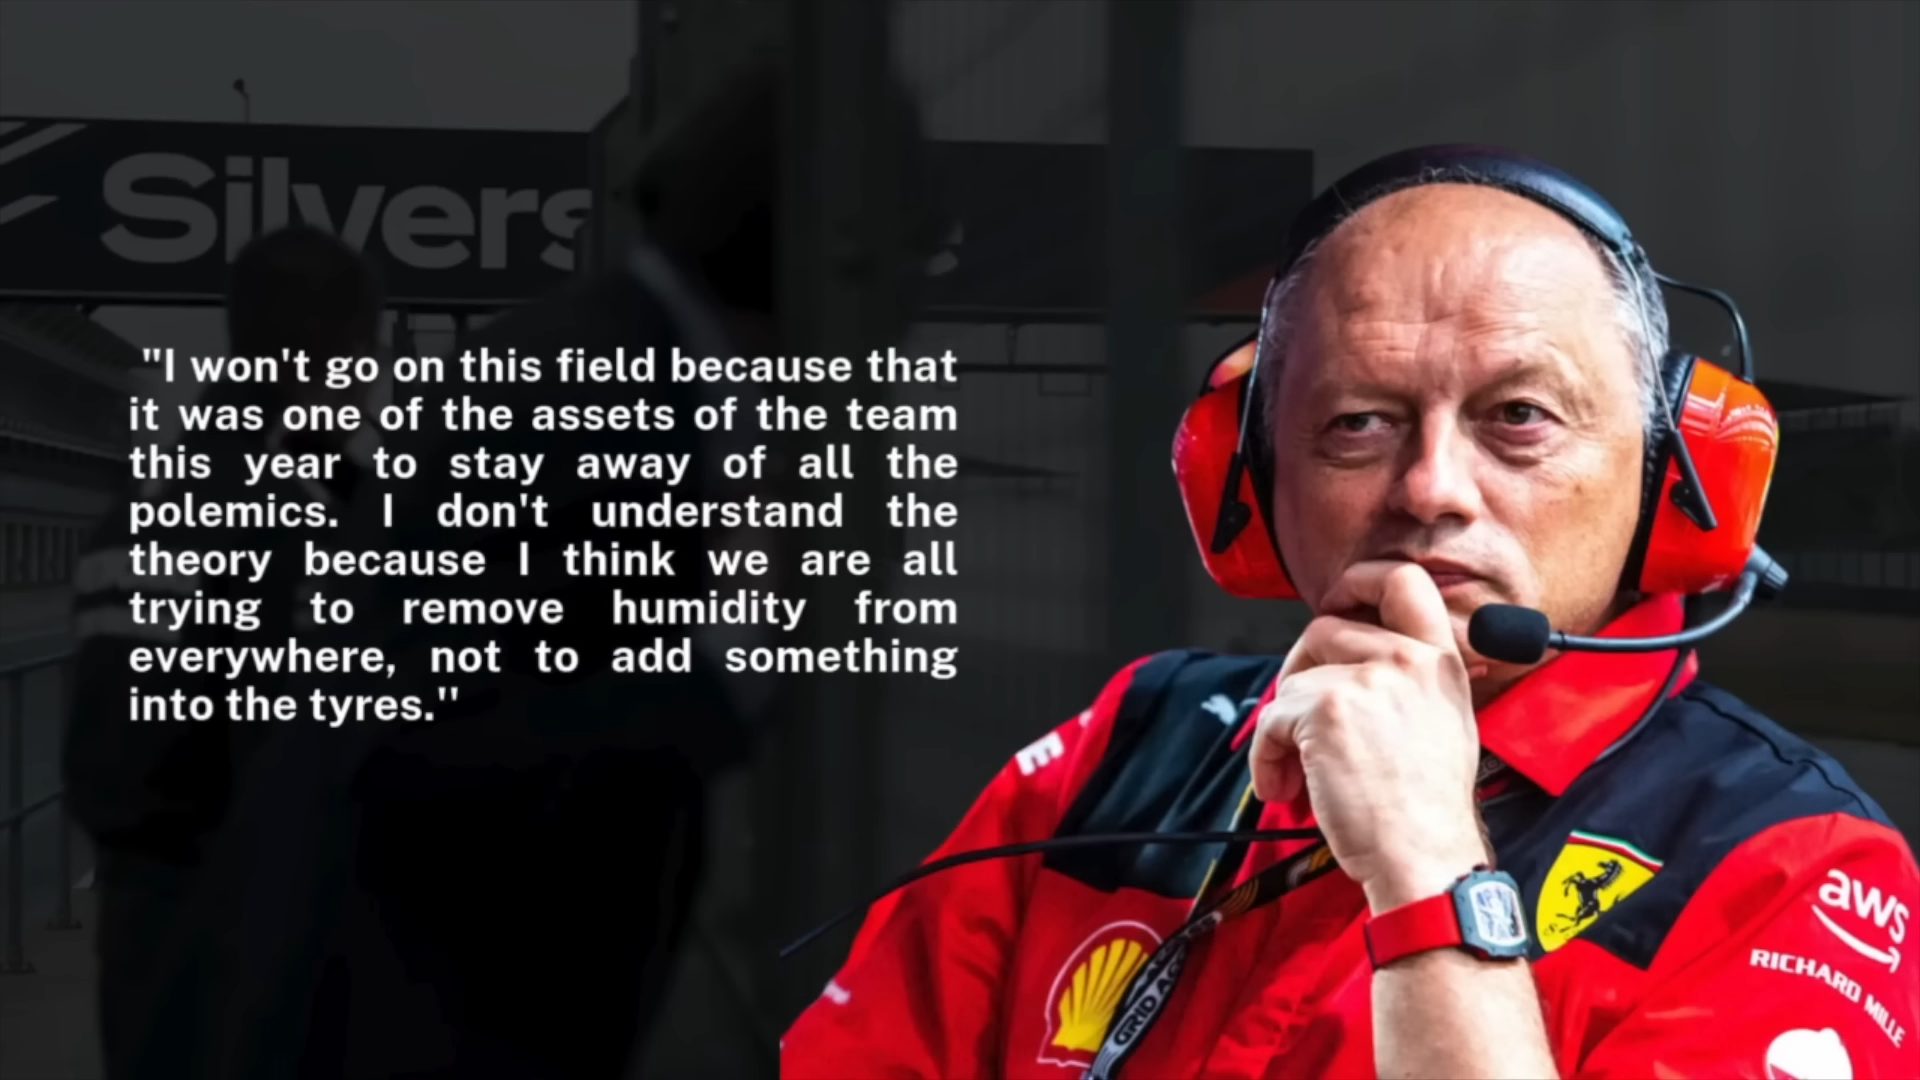 Silvers
"I won't go on this field because that
it was one of the assets of the team
this year to stay away of all the
polemics. I don't understand the
theory because I think we are all
trying to remove humidity from
everywhere, not to add something
into the tyres."
E
aws
RICHARD MILLE